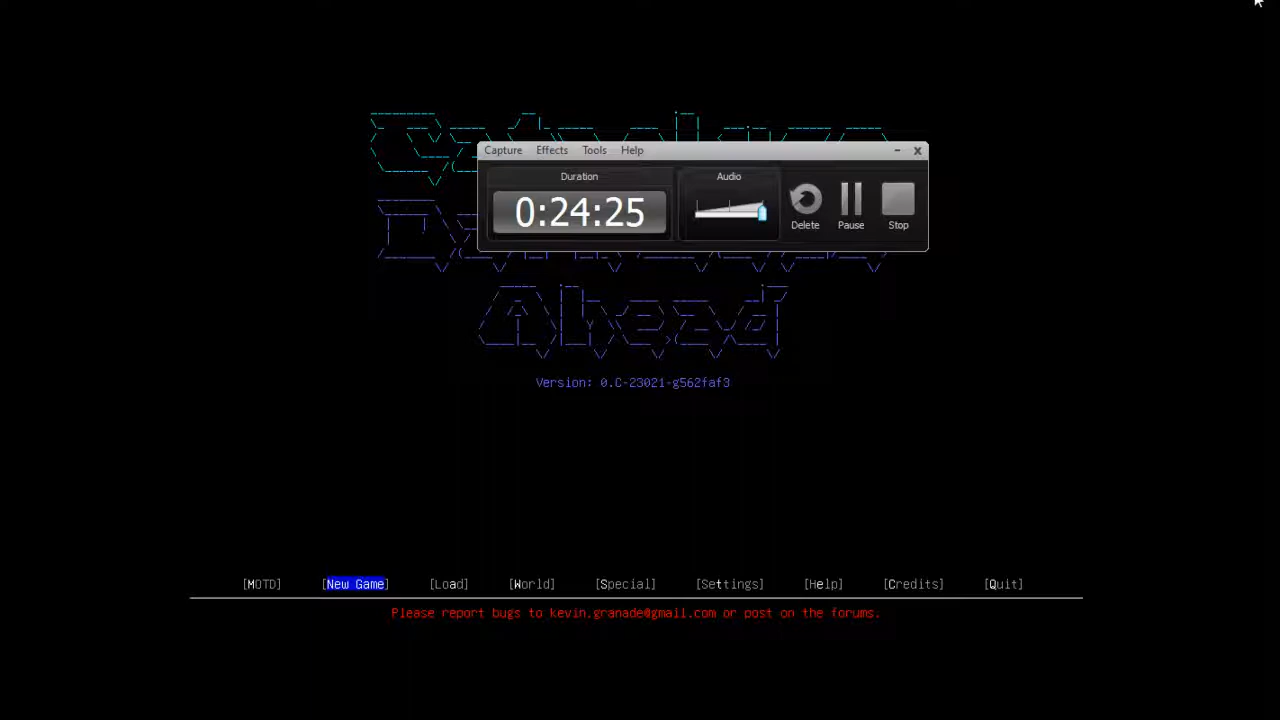 Capture Effects Tools Help
Duration
Audio
0:24:25
Delete Pause Stop
Ahead
Version: 0.C-23021-g562faf3
[MOTD] [New Game] [Load] [World] [Special] [Settings] [Help] [Credits] [Quit]
Please report bugs to kevin.granade@gmail.com or post on the forums.